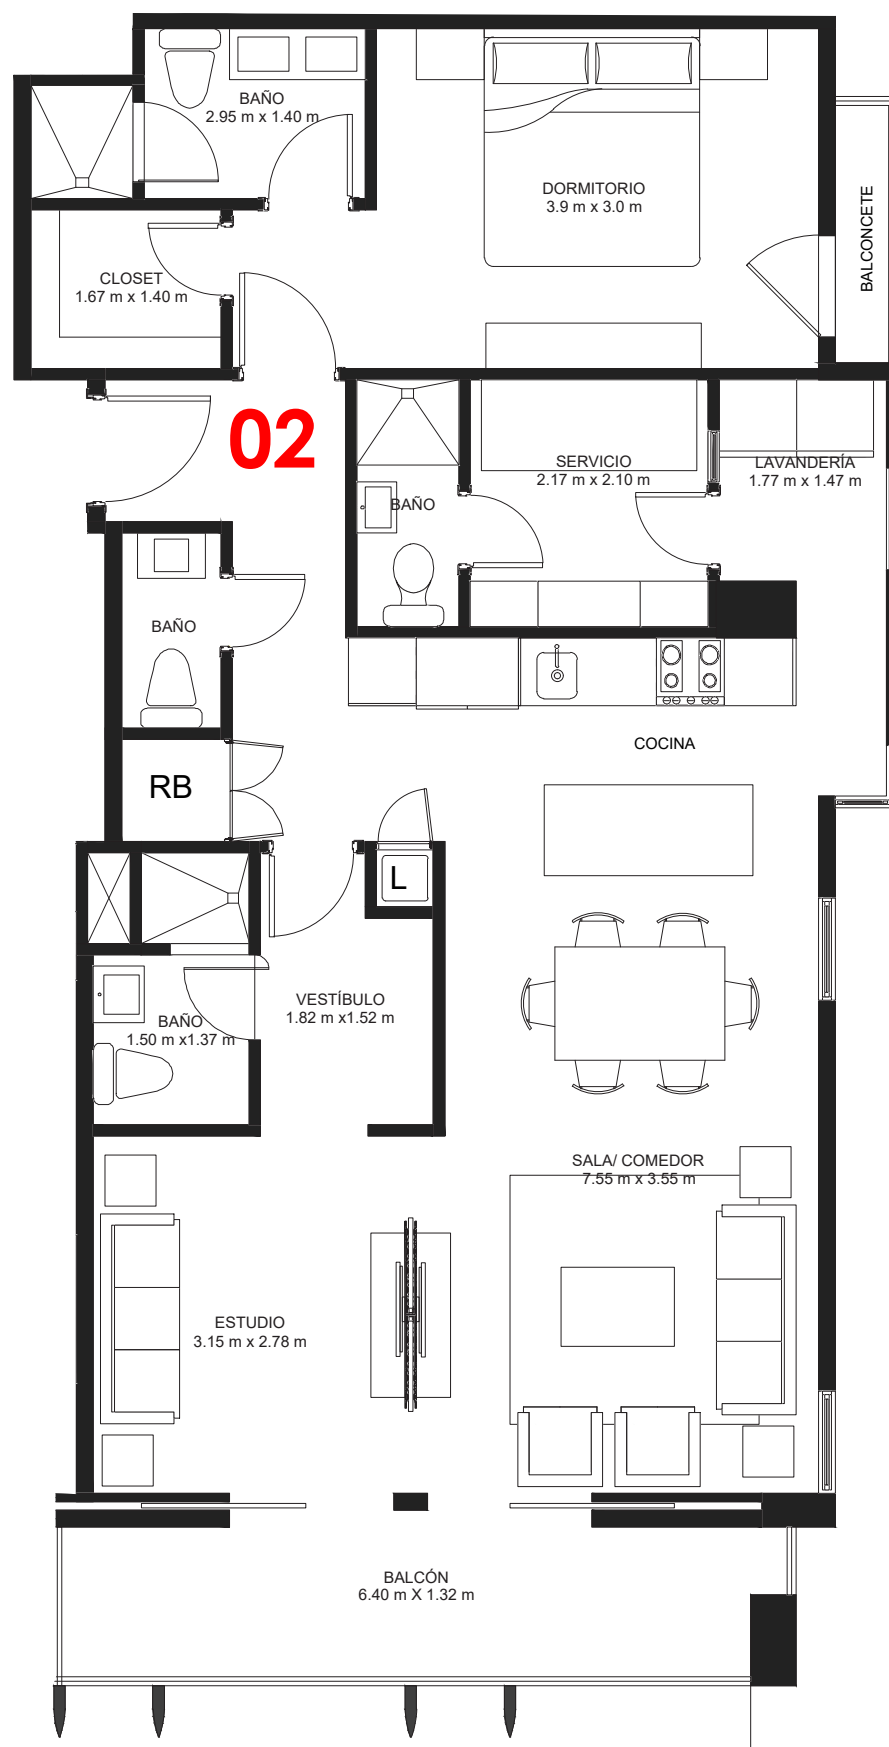 BAÑO
2.95 m x 1.40 m
DORMITORIO
3.9 m x 3.0 m
BALCONCETE
CLOSET
1.67 m x 1.40 m
02
SERVICIO
2.17 m x 2.10 m
LAVANDERÍA
1.77 m x 1.47 m
BAÑO
BAÑO
COCINA
RB
L
VESTÍBULO
1.82 m x1.52 m
BAÑO
1.50 m x1.37 m
SALA/ COMEDOR
7.55 m x 3.55 m
ESTUDIO
3.15 m x 2.78 m
BALCÓN
6.40 m X 1.32 m